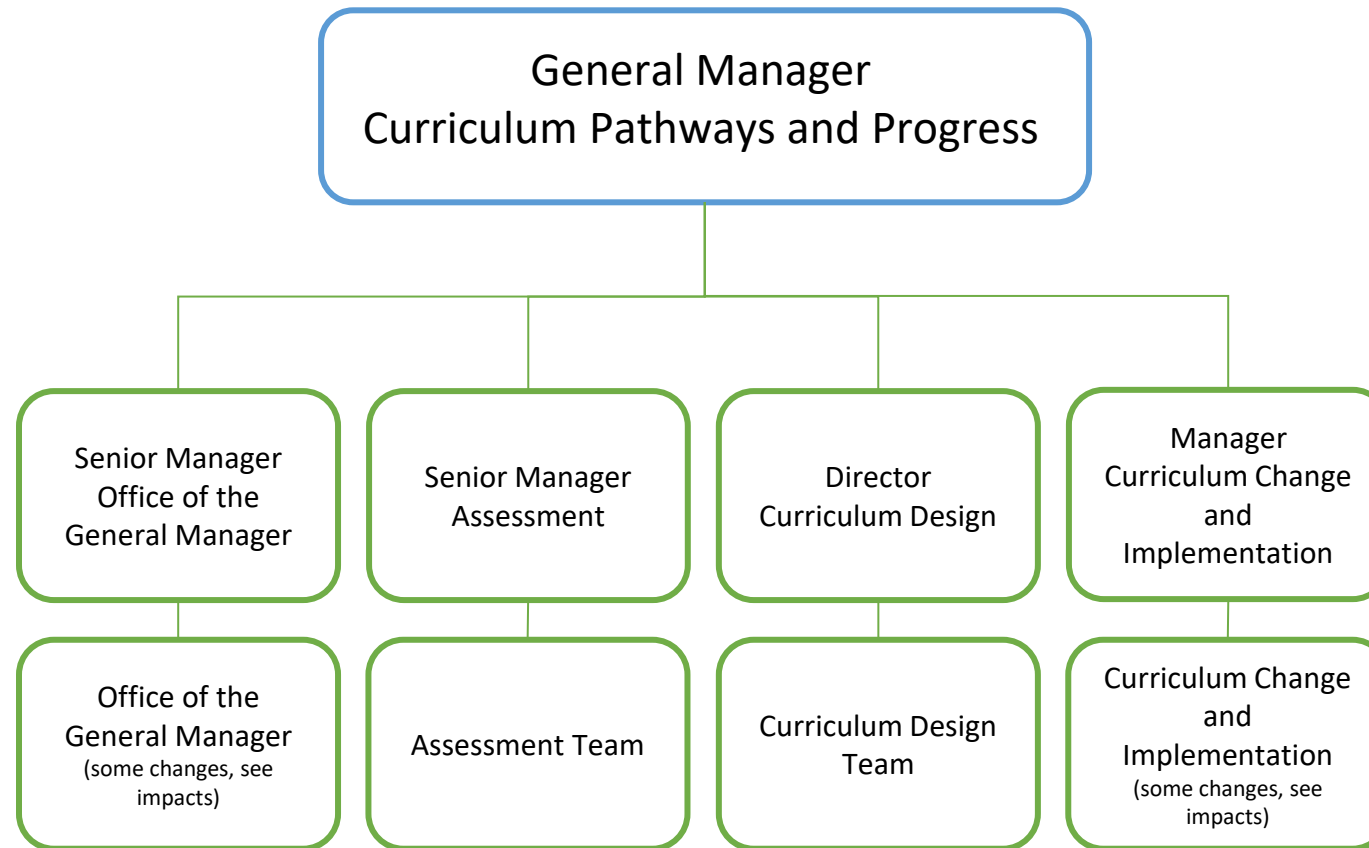 General Manager
Curriculum Pathways and Progress
Senior Manager
Office of the
General Manager
Senior Manager
Assessment
Director
Curriculum Design
Manager
Curriculum Change
and
Implementation
Office of the
General Manager
(some changes, see
impacts)
Assessment Team
Curriculum Design
Team
Curriculum Change
and
Implementation
(some changes, see
impacts)